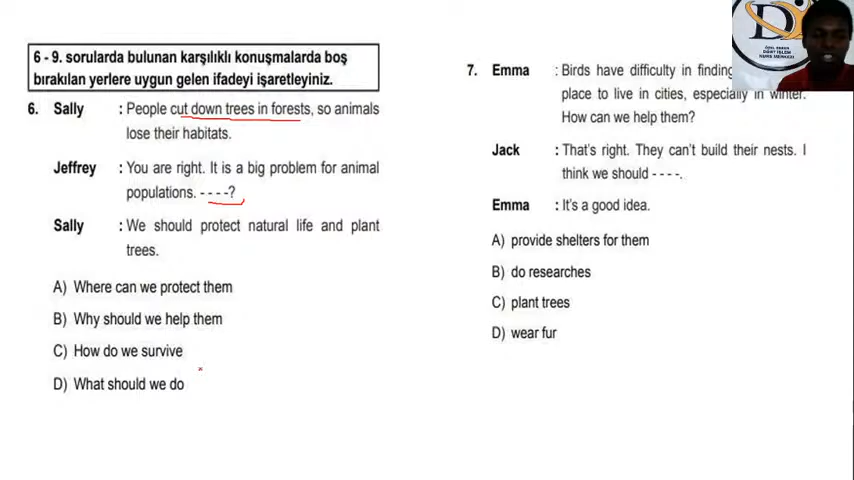 6 - 9. sorularda bulunan karşılıklı konuşmalarda boş
bırakılan yerlere uygun gelen ifadeyi işaretleyiniz.
6. Sally : People cut down trees in forests, so animals
lose their habitats.
Jeffrey : You are right. It is a big problem for animal
populations. - - - -?
Sally : We should protect natural life and plant
trees.
A) Where can we protect them
B) Why should we help them
C) How do we survive
D) What should we do
7. Emma : Birds have difficulty in finding
place to live in cities, especially in winter.
How can we help them?
Jack : That's right. They can't build their nests. I
think we should - - - -.
Emma : It's a good idea.
A) provide shelters for them
B) do researches
C) plant trees
D) wear fur